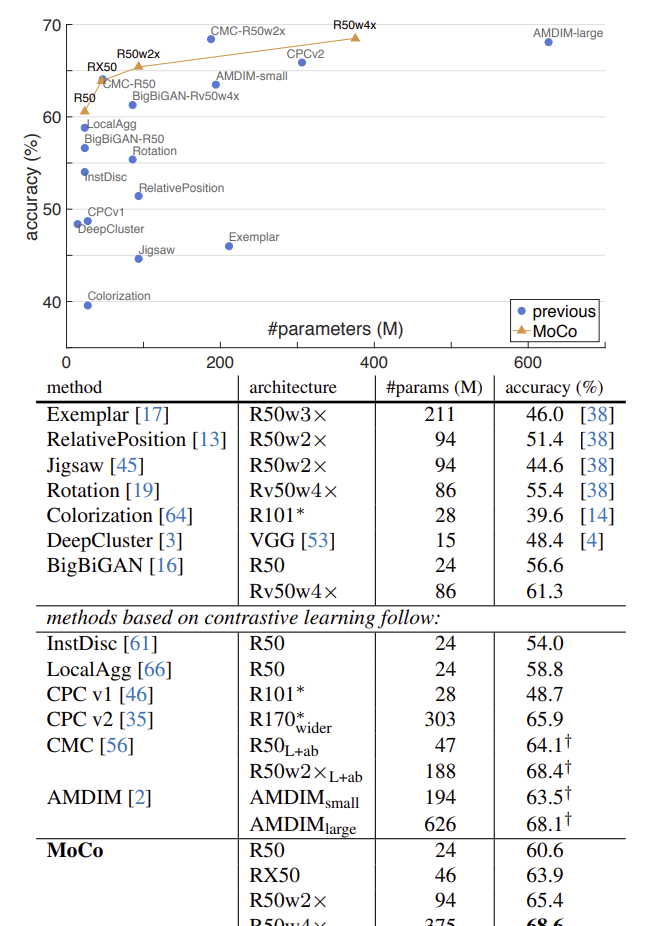 70
60
50
40
accuracy (%)
R50w4x
CMC-R50w2x
AMDIM-large
R50w2x
CPCv2
RX50
CMC-R50
AMDIM-small
R50
BigBiGAN-Rv50w4x
LocalAgg
BigBiGAN-R50
Rotation
InstDisc
RelativePosition
CPCv1
DeepCluster
Exemplar
Jigsaw
Colorization
previous
MoCo
#parameters (M)
0 200 400 600
method architecture #params (M) accuracy (%)
Exemplar [17] R50w3× 211 46.0 [38]
RelativePosition [13] R50w2× 94 51.4 [38]
Jigsaw [45] R50w2× 94 44.6 [38]
Rotation [19] Rv50w4× 86 55.4 [38]
Colorization [64] R101* 28 39.6 [14]
DeepCluster [3] VGG [53] 15 48.4 [4]
BigBiGAN [16] R50 24 56.6
Rv50w4× 86 61.3
methods based on contrastive learning follow:
InstDisc [61] R50 24 54.0
LocalAgg [66] R50 24 58.8
CPC v1 [46] R101* 28 48.7
CPC v2 [35] R170*wider 303 65.9
CMC [56] R50L+ab 47 64.1†
R50w2×L+ab 188 68.4†
AMDIM [2] AMDIMsmall 194 63.5†
AMDIMlarge 626 68.1†
MoCo R50 24 60.6
RX50 46 63.9
R50w2× 94 65.4
R50w4× 375 68.6